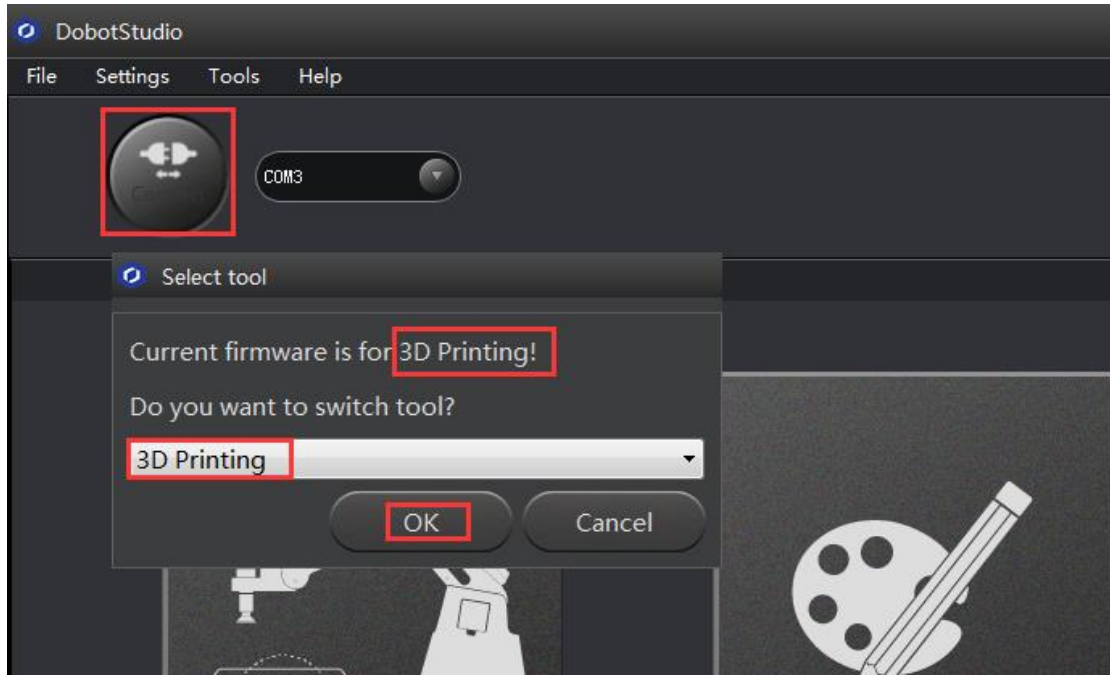 DobotStudio
File Settings Tools Help
COM3
Select tool
Current firmware is for 3D Printing!
Do you want to switch tool?
3D Printing
OK Cancel